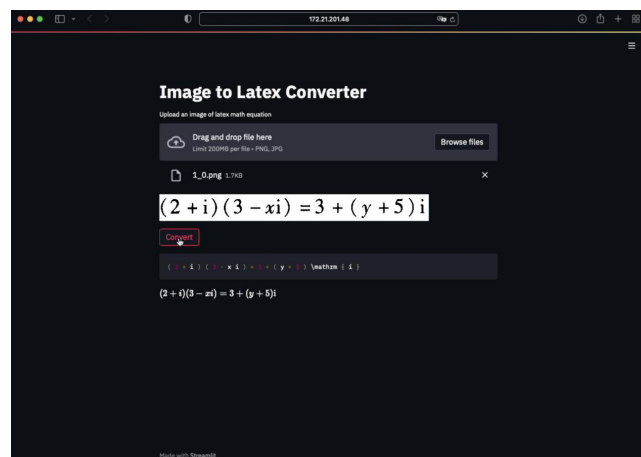 172.21.201.48
Image to Latex Converter
Upload an image of latex math equation
Drag and drop file here
Limit 200MB per file • PNG, JPG
Browse files
1_0.png 1.7KB
(2 + i)(3 − xi) = 3 + (y + 5)i
Convert
( 2 + i ) ( 3 - x i ) = 3 + ( y + 5 ) \mathrm { i }
(2 + i)(3 − xi) = 3 + (y + 5)i
Made with Streamlit